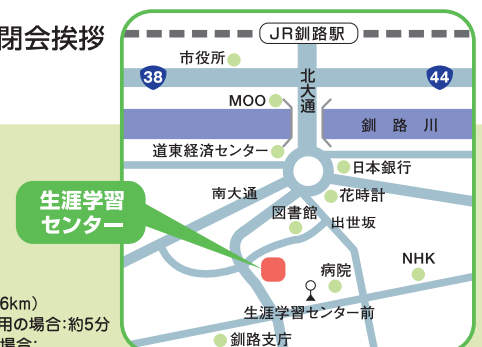 閉会挨拶
JR釧路駅
市役所
38
北大通
44
MOO
釧路川
道東経済センター
日本銀行
南大通
花時計
生涯学習
センター
図書館
出世坂
NHK
病院
6km）
生涯学習センター前
用の場合：約5分
釧路支庁
場合：